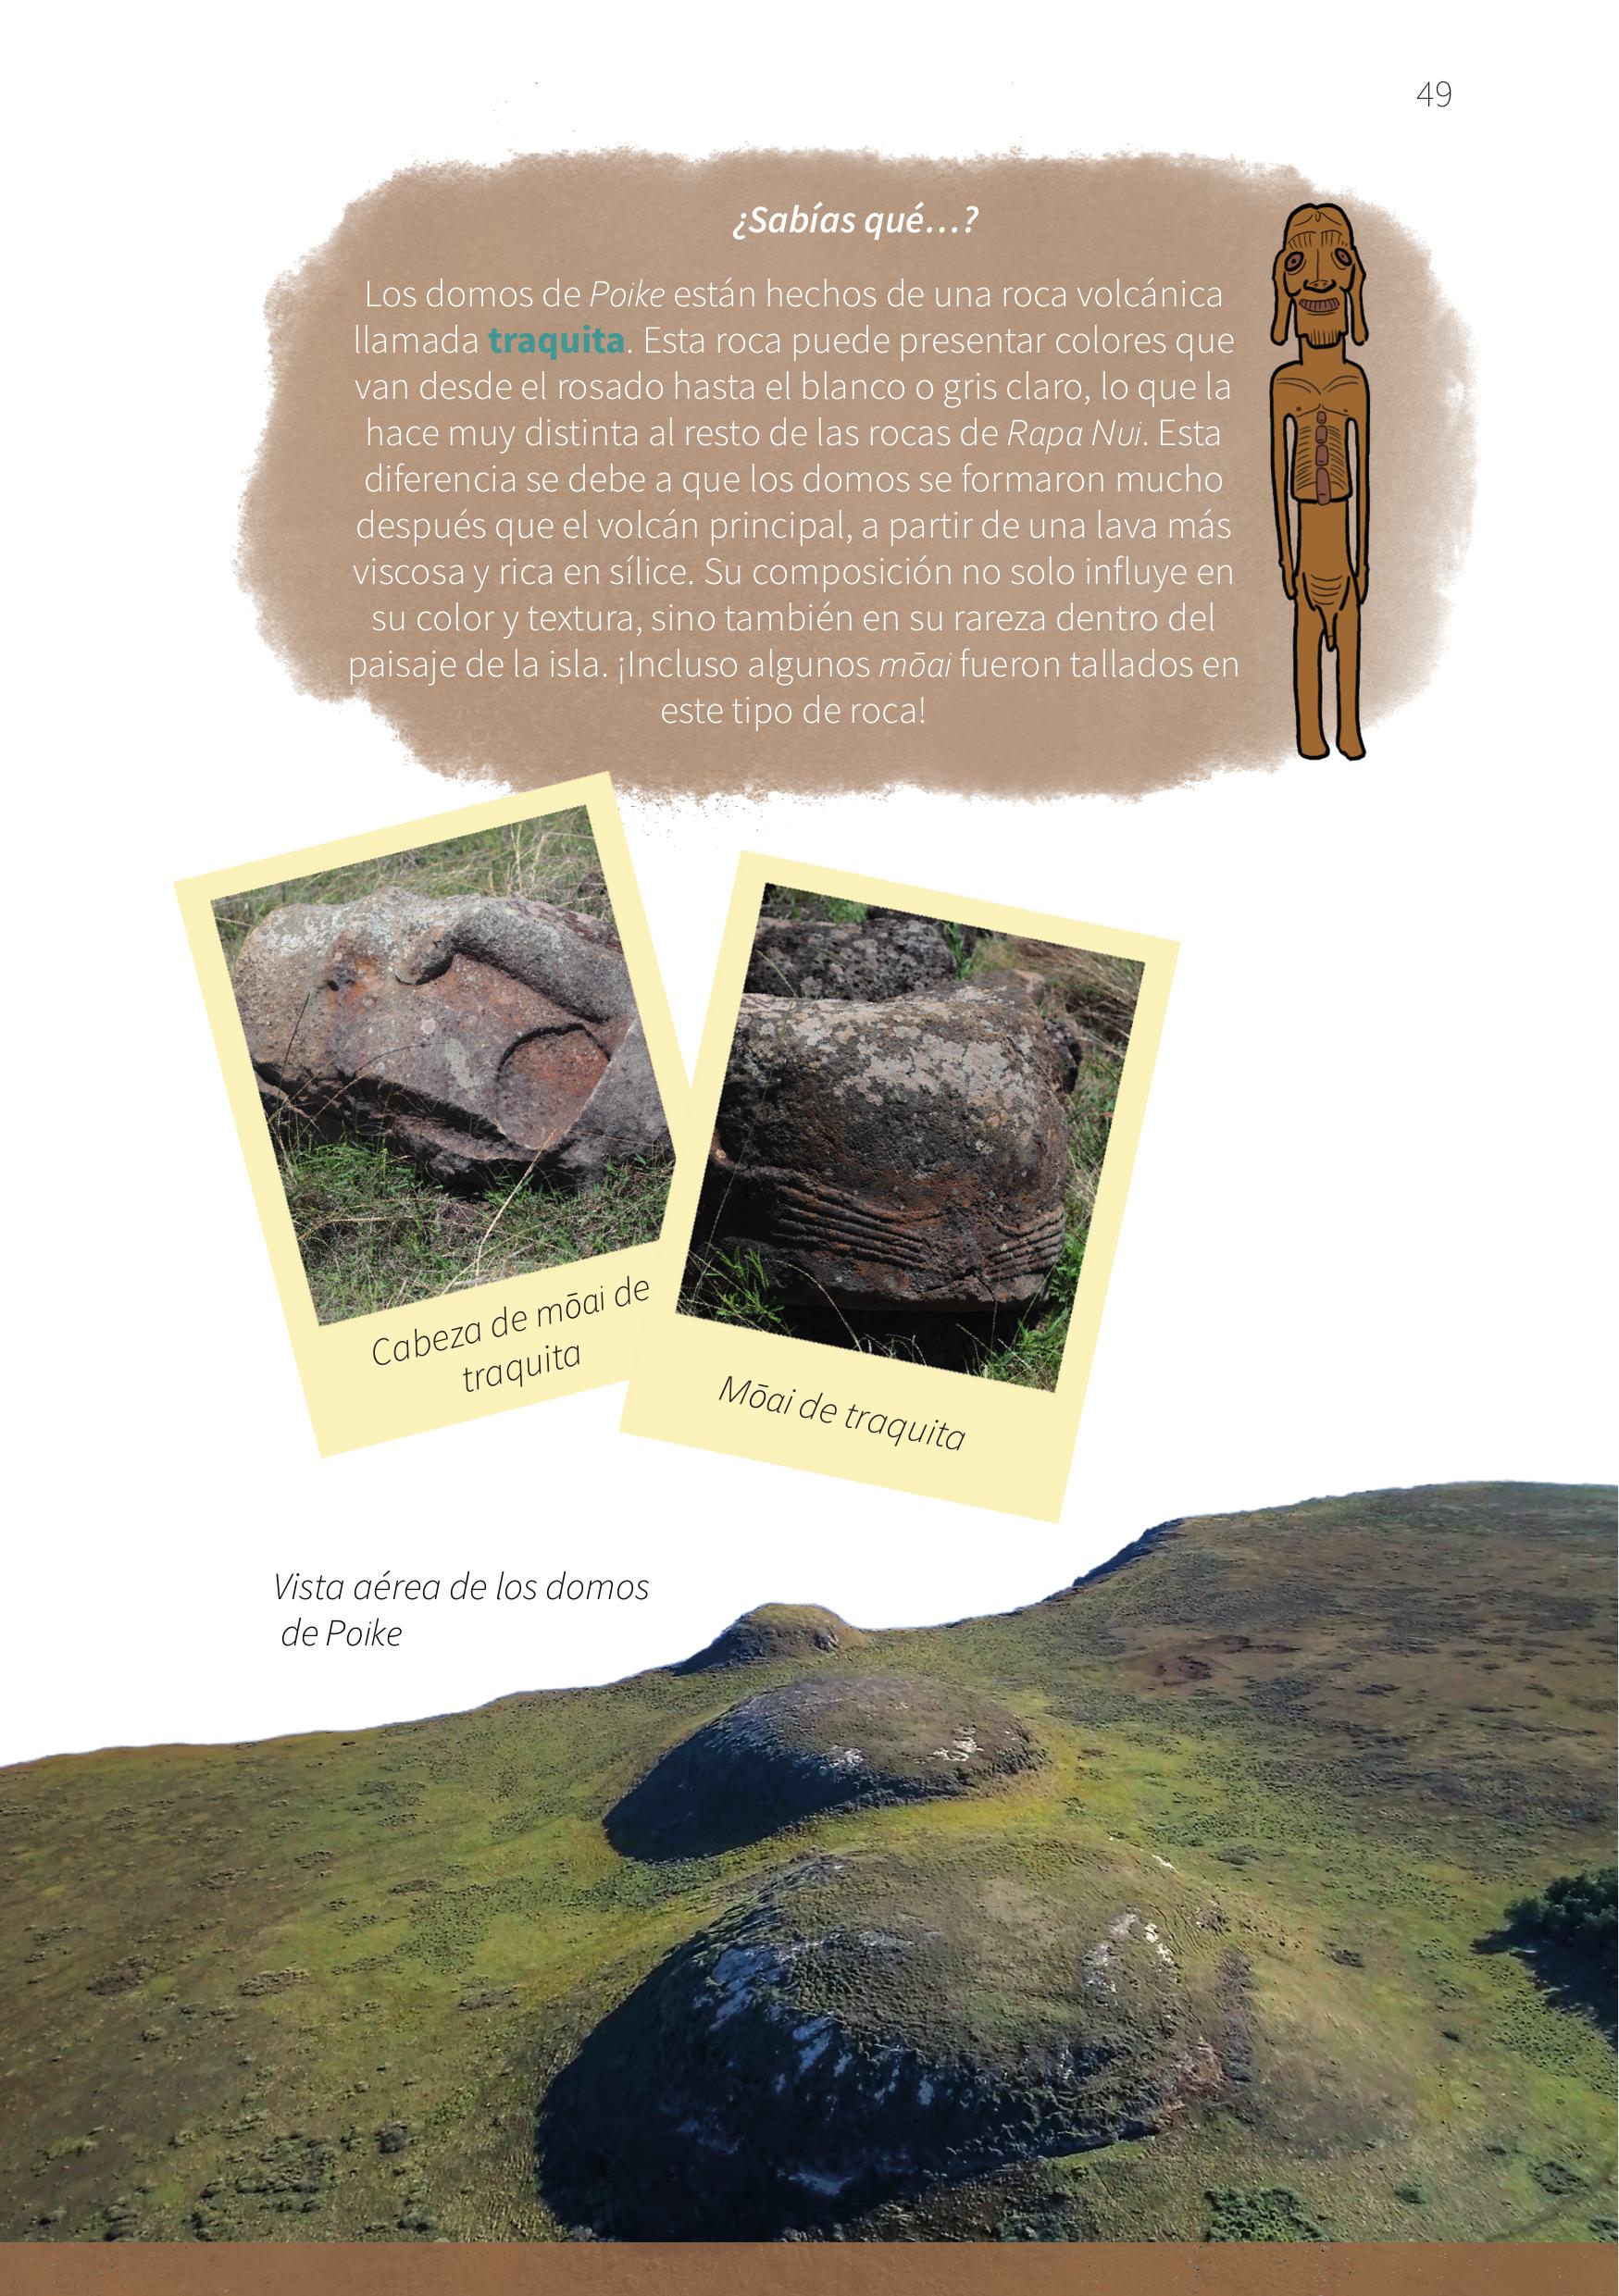 49
¿Sabías qué...?
Los domos de Poike están hechos de una roca volcánica
llamada traquita. Esta roca puede presentar colores que
van desde el rosado hasta el blanco o gris claro, lo que la
hace muy distinta al resto de las rocas de Rapa Nui. Esta
diferencia se debe a que los domos se formaron mucho
después que el volcán principal, a partir de una lava más
viscosa y rica en sílice. Su composición no solo influye en
su color y textura, sino también en su rareza dentro del
paisaje de la isla. ¡Incluso algunos mōai fueron tallados en
este tipo de roca!
Cabeza de mōai de
traquita
Mōai de traquita
Vista aérea de los domos
de Poike